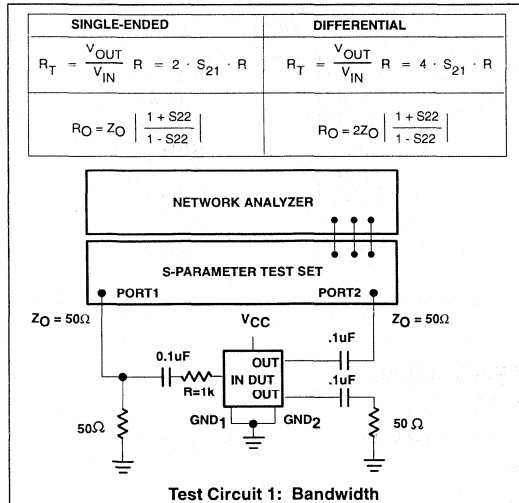 SINGLE-ENDED DIFFERENTIAL
R_T = V_OUT / V_IN R = 2 · S_21 · R R_T = V_OUT / V_IN R = 4 · S_21 · R
R_O = Z_O | 1 + S22 / 1 - S22 | R_O = 2Z_O | 1 + S22 / 1 - S22 |
NETWORK ANALYZER
S-PARAMETER TEST SET
PORT1 PORT2
Z_O = 50Ω V_CC Z_O = 50Ω
0.1uF .1uF
OUT
IN DUT .1uF
R=1k OUT
50Ω GND_1 GND_2 50 Ω
Test Circuit 1: Bandwidth